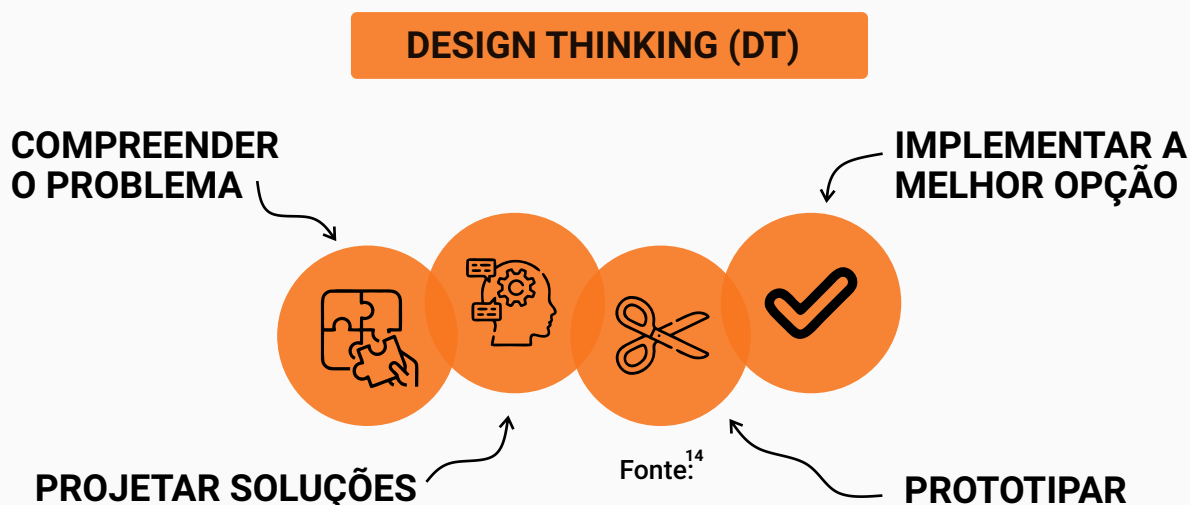 DESIGN THINKING (DT)
COMPREENDER
O PROBLEMA
IMPLEMENTAR A
MELHOR OPÇÃO
PROJETAR SOLUÇÕES
Fonte:14
PROTOTIPAR